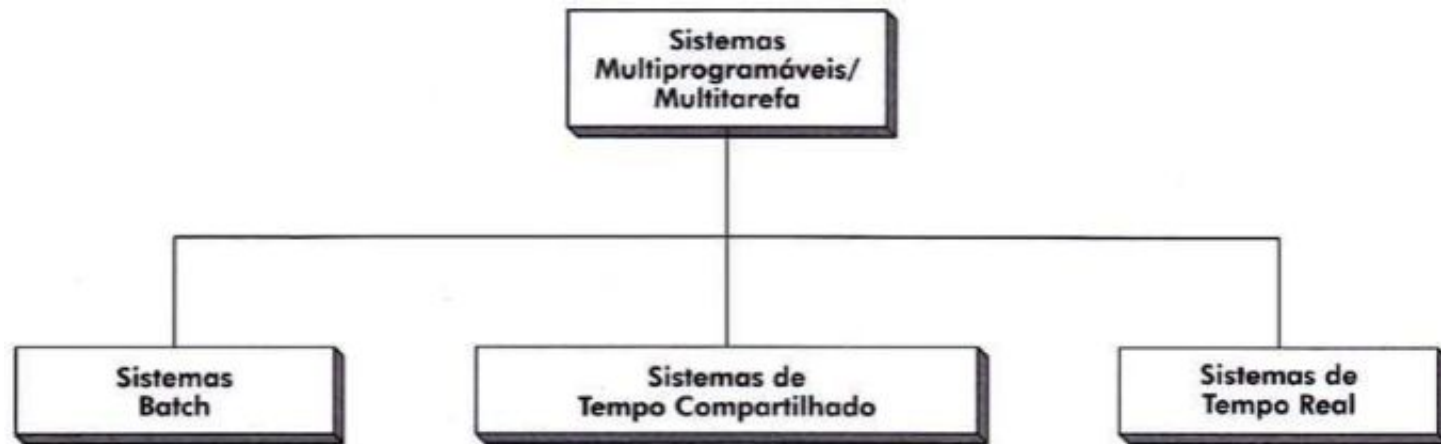 Sistemas
Multiprogramáveis/
Multitarefa
Sistemas
Batch
Sistemas de
Tempo Compartilhado
Sistemas de
Tempo Real